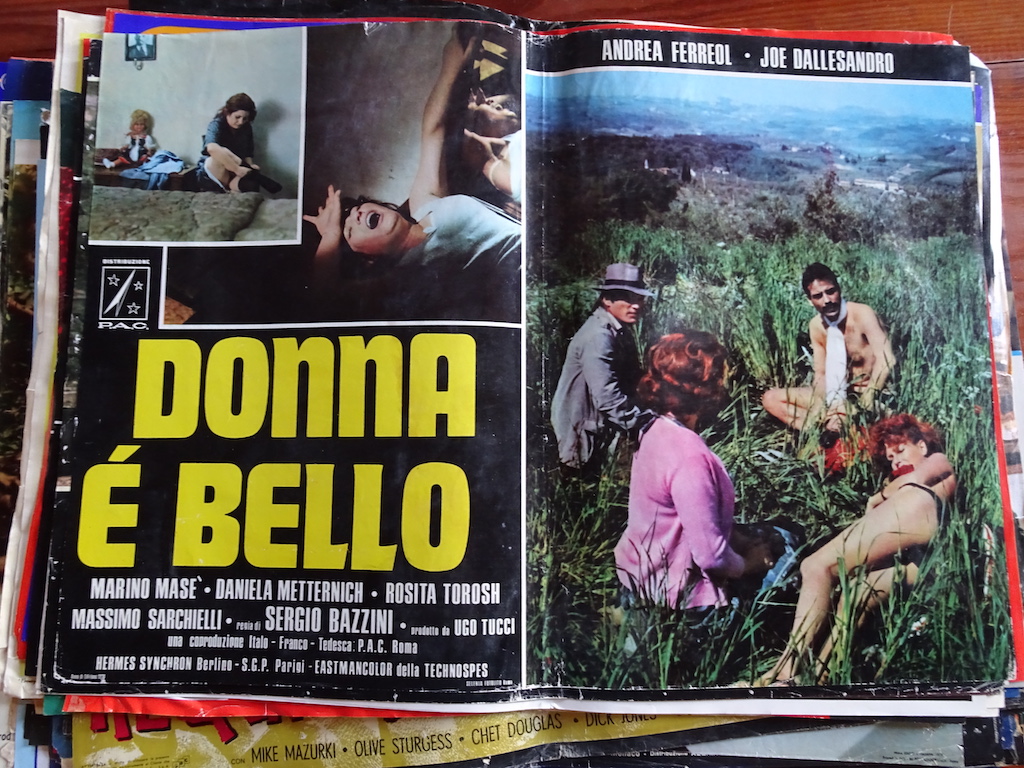 ANDREA FERREOL · JOE DALLESANDRO
DISTRIBUZIONE
P.A.C.
DONNA
É BELLO
MARINO MASE` · DANIELA METTERNICH · ROSITA TOROSH
MASSIMO SARCHIELLI · regia di SERGIO BAZZINI · prodotto da UGO TUCCI
una coproduzione Italo - Franco - Tedesca: P.A.C. Roma
HERMES SYNCHRON Berlino - S.C.P. Parigi - EASTMANCOLOR della TECHNOSPES
CON MIKE MAZURKI · OLIVE STURGESS · CHET DOUGLAS · DICK JONES